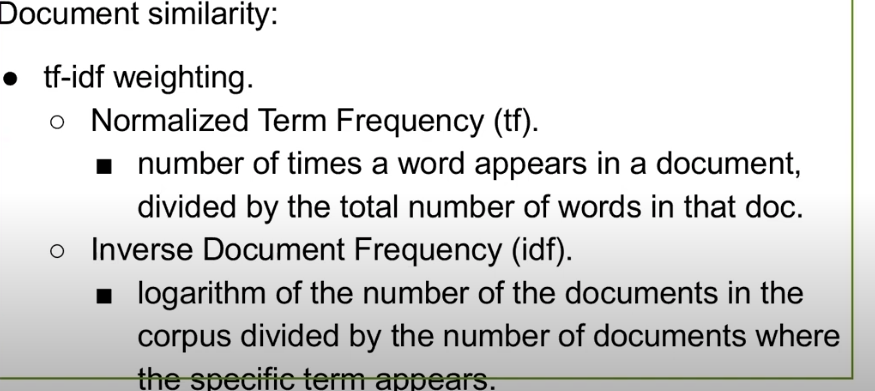 Document similarity:
● tf-idf weighting.
○ Normalized Term Frequency (tf).
■ number of times a word appears in a document,
divided by the total number of words in that doc.
○ Inverse Document Frequency (idf).
■ logarithm of the number of the documents in the
corpus divided by the number of documents where
the specific term appears.